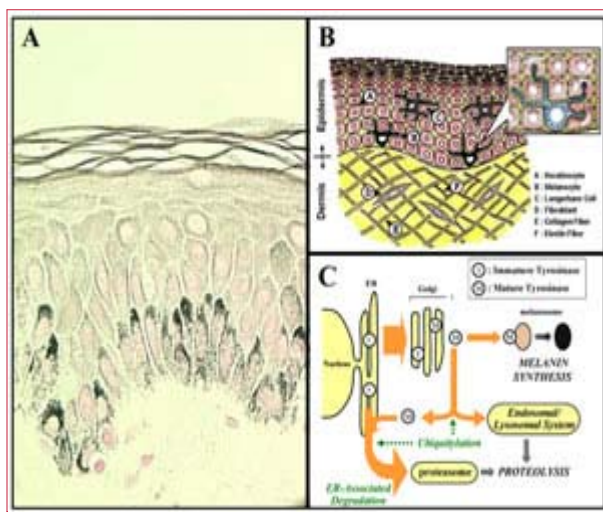 A
B
Epidermis
Dermis
A : Keratinocyte
B : Melanocyte
C : Langerhans Cell
D : Fibroblast
E : Collagen Fiber
F : Elastic Fiber
C
: Immature Tyrosinase
: Mature Tyrosinase
ER
Golgi
melanosome
Nucleus
MELANIN
SYNTHESIS
Endosomal/
Lysosomal System
Ubiquitylation
proteasome
PROTEOLYSIS
ER-Associated
Degradation